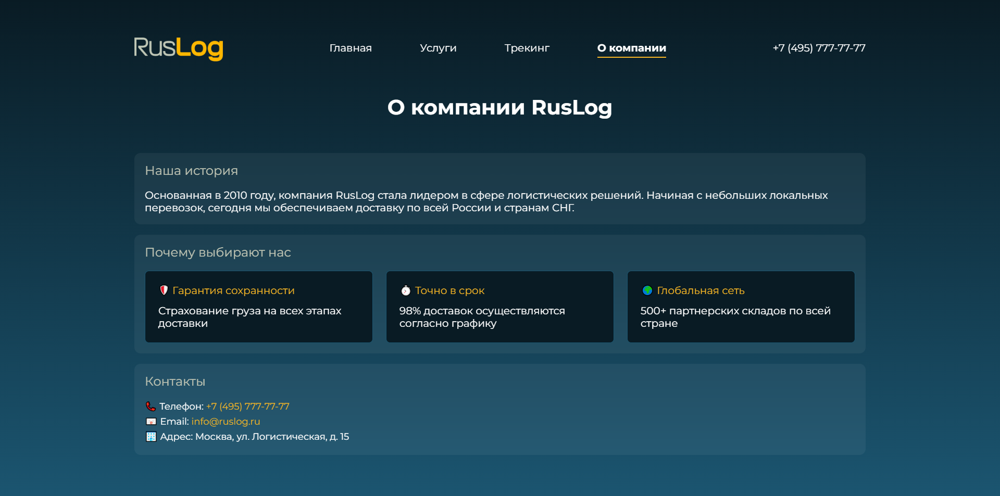 RusLog
Главная
Услуги
Трекинг
О компании
+7 (495) 777-77-77
О компании RusLog
Наша история
Основанная в 2010 году, компания RusLog стала лидером в сфере логистических решений. Начиная с небольших локальных
перевозок, сегодня мы обеспечиваем доставку по всей России и странам СНГ.
Почему выбирают нас
Гарантия сохранности
Страхование груза на всех этапах
доставки
Точно в срок
98% доставок осуществляются
согласно графику
Глобальная сеть
500+ партнерских складов по всей
стране
Контакты
Телефон: +7 (495) 777-77-77
Email: info@ruslog.ru
Адрес: Москва, ул. Логистическая, д. 15